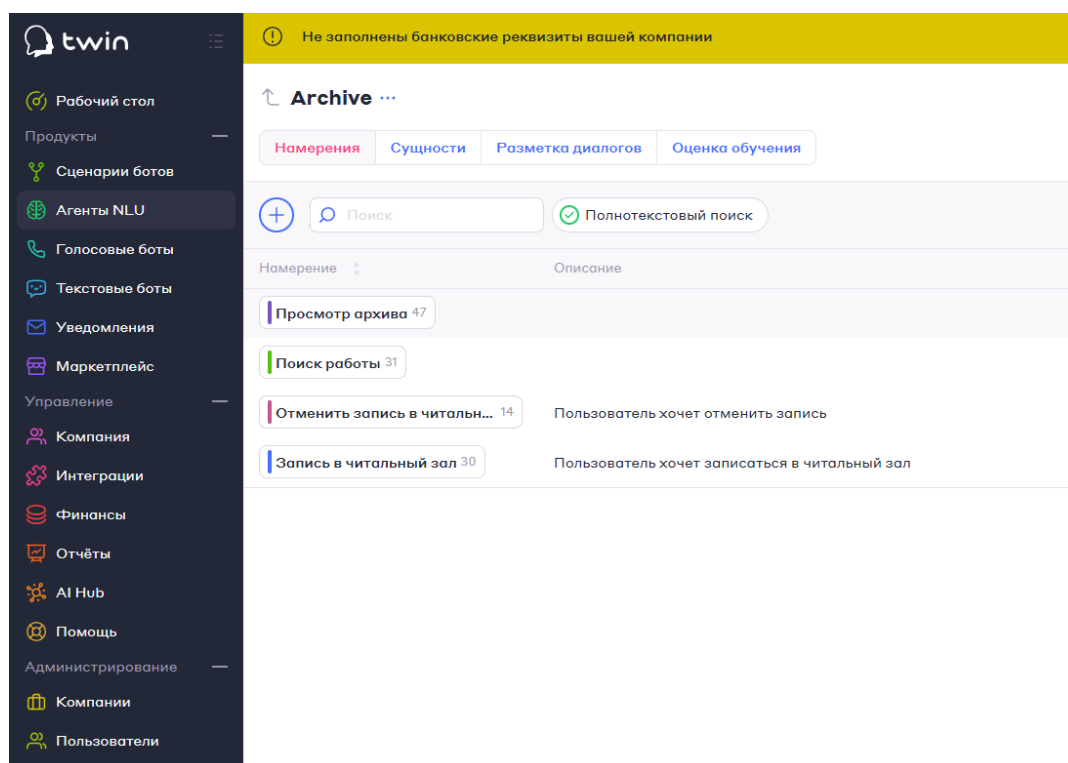 twin
Не заполнены банковские реквизиты вашей компании
Рабочий стол
Продукты
Сценарии ботов
Агенты NLU
Голосовые боты
Текстовые боты
Уведомления
Маркетплейс
Управление
Компания
Интеграции
Финансы
Отчёты
AI Hub
Помощь
Администрирование
Компании
Пользователи
Archive ...
Намерения Сущности Разметка диалогов Оценка обучения
Поиск Полнотекстовый поиск
Намерение Описание
Просмотр архива 47
Поиск работы 31
Отменить запись в читальн... 14 Пользователь хочет отменить запись
Запись в читальный зал 30 Пользователь хочет записаться в читальный зал